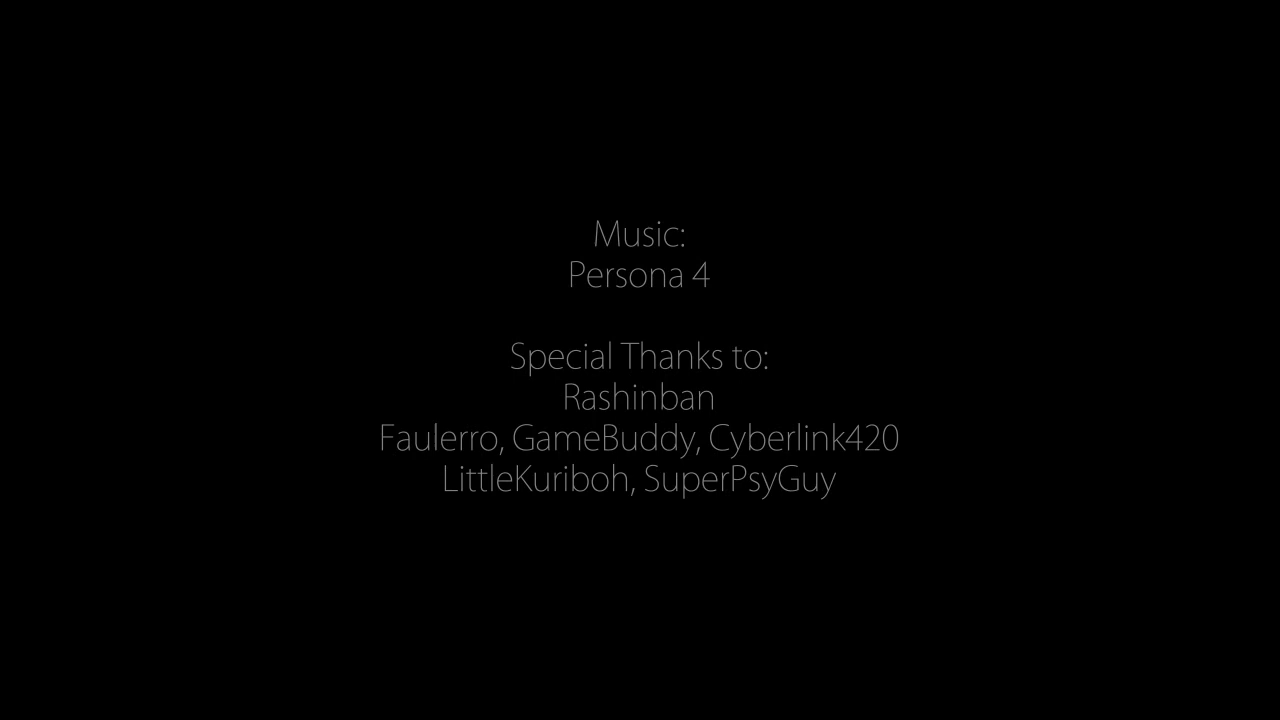 Music:
Persona 4
Special Thanks to:
Rashinban
Faulerro, GameBuddy, Cyberlink420
LittleKuriboh, SuperPsyGuy